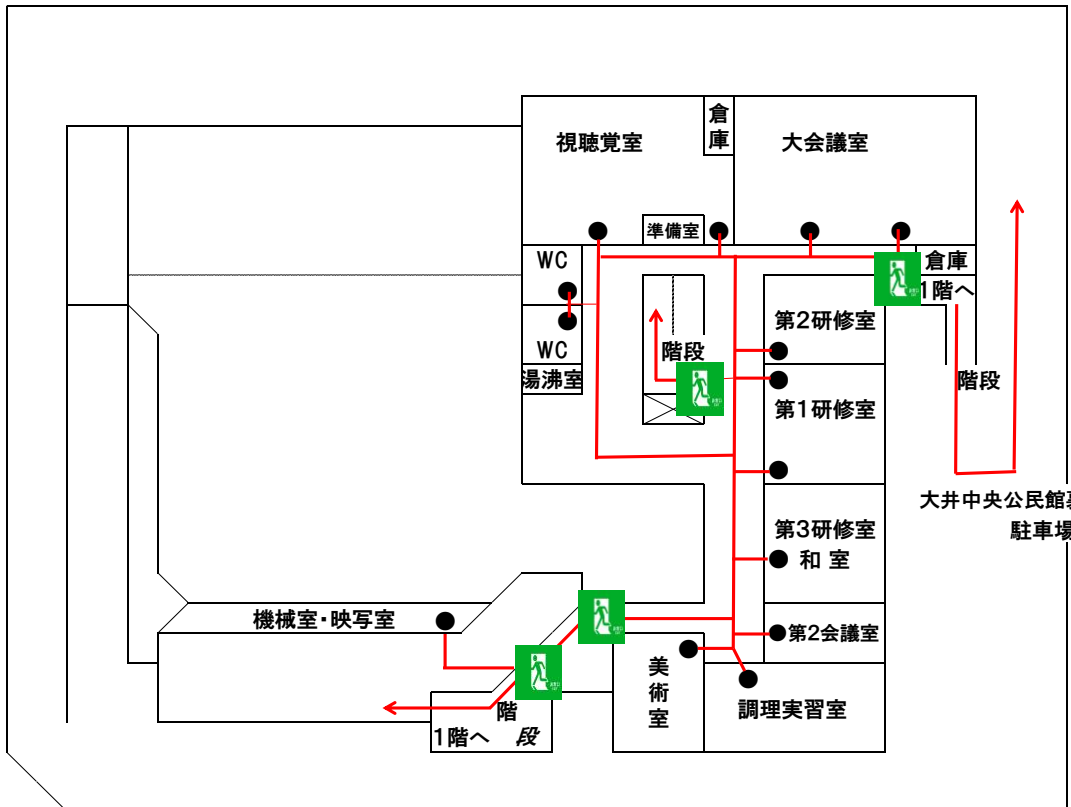 倉庫
視聴覚室
大会議室
準備室
WC
倉庫
1階へ
第2研修室
階段
WC
湯沸室
階段
第1研修室
大井中央公民館
駐車場
第3研修室
和 室
機械室・映写室
第2会議室
美術室
調理実習室
階段
1階へ